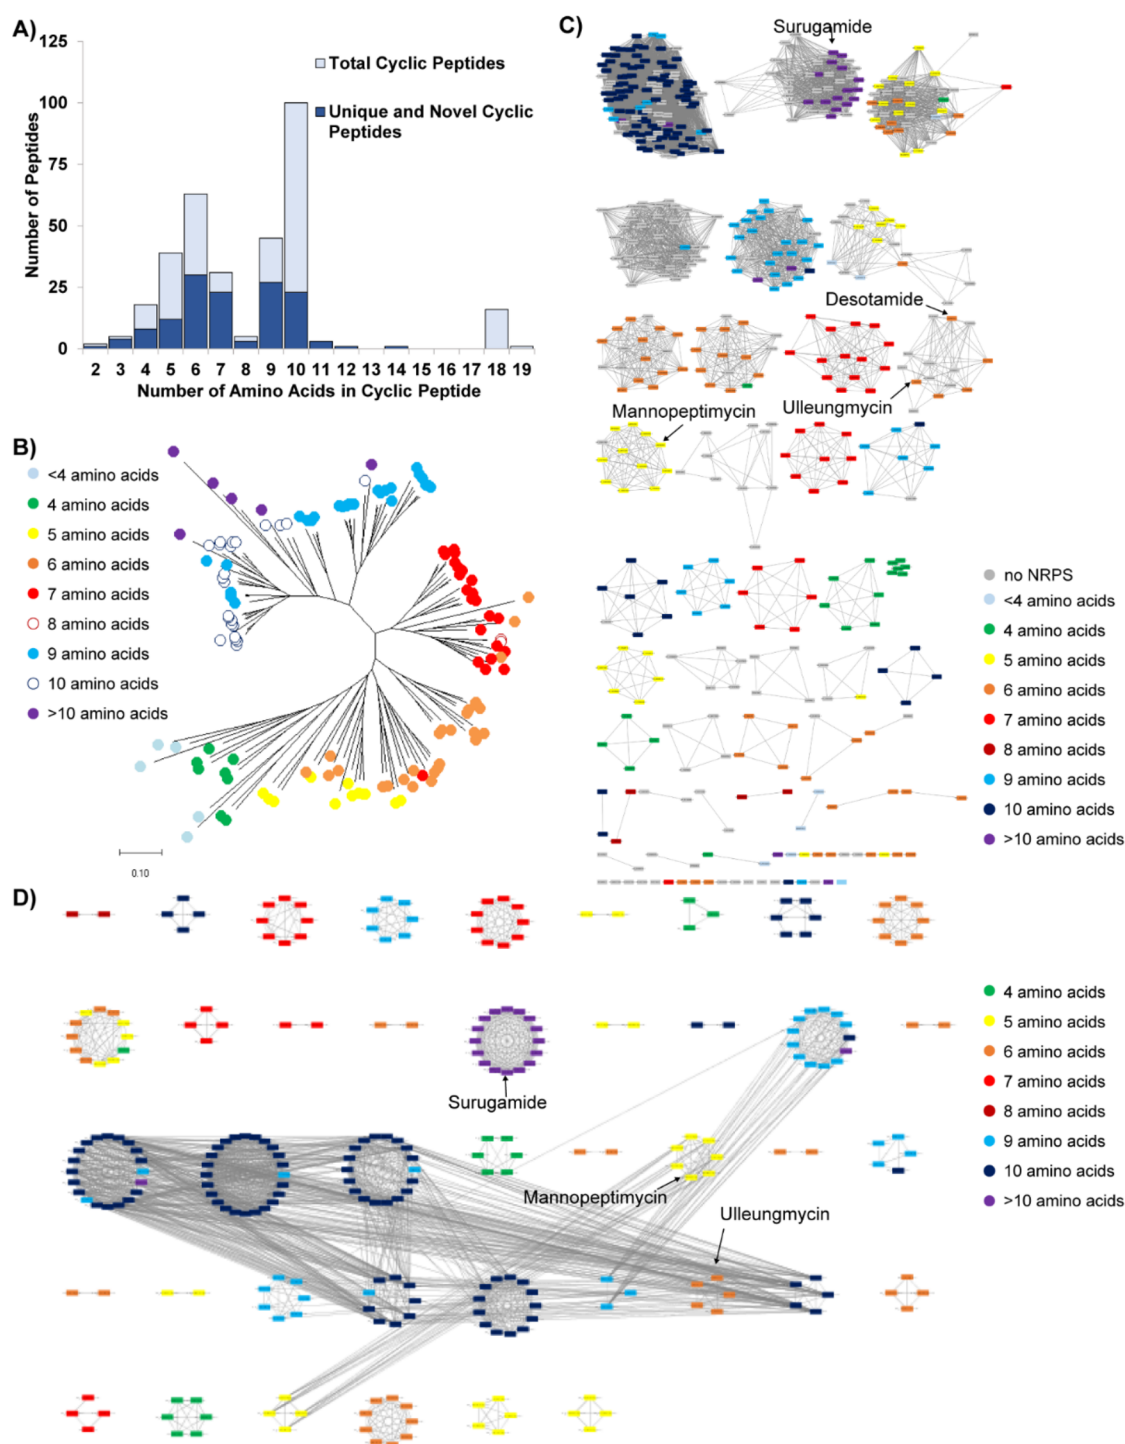 A)
125
100
75
50
25
0
Number of Peptides
Total Cyclic Peptides
Unique and Novel Cyclic
Peptides
2 3 4 5 6 7 8 9 10 11 12 13 14 15 16 17 18 19
Number of Amino Acids in Cyclic Peptide
B)
<4 amino acids
4 amino acids
5 amino acids
6 amino acids
7 amino acids
8 amino acids
9 amino acids
10 amino acids
>10 amino acids
0.10
C)
Surugamide
Desotamide
Mannopeptimycin
Ulleungmycin
no NRPS
<4 amino acids
4 amino acids
5 amino acids
6 amino acids
7 amino acids
8 amino acids
9 amino acids
10 amino acids
>10 amino acids
D)
Surugamide
Mannopeptimycin
Ulleungmycin
4 amino acids
5 amino acids
6 amino acids
7 amino acids
8 amino acids
9 amino acids
10 amino acids
>10 amino acids